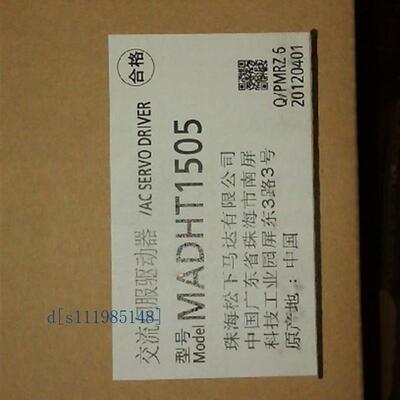 合格
交流伺服驱动器 /AC SERVO DRIVER
型号
Model MADHT1505
珠海松下马达有限公司
中国广东省珠海市南屏
科技工业园屏东3路3号
原产地：中国
Q/PMRZ 6
20120401
d[s111985148]